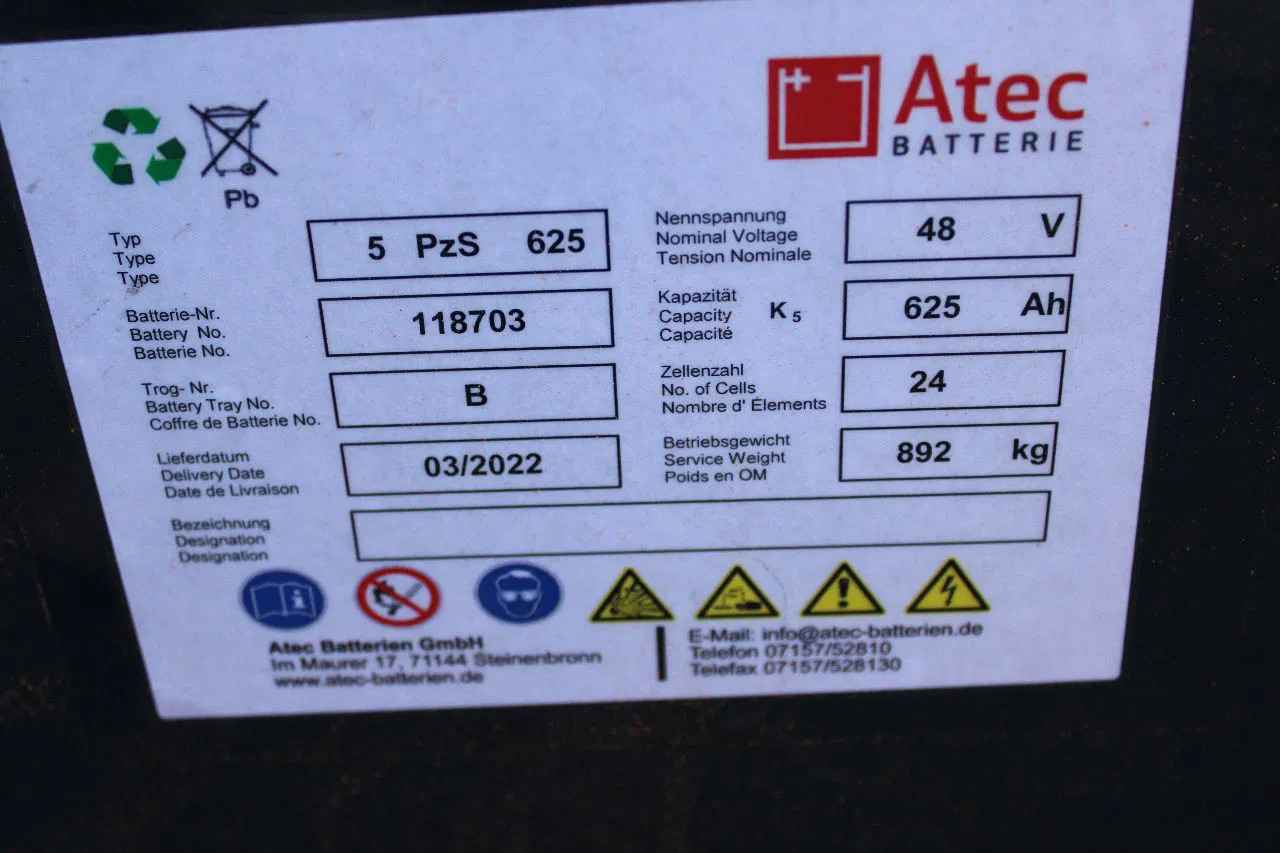 Atec
BATTERIE
Pb
Typ
Type
Type
5 PzS 625
Nennspannung
Nominal Voltage
Tension Nominale
48 V
Batterie-Nr.
Battery No.
Batterie No.
118703
Kapazität
Capacity
Capacité
K 5
625 Ah
Trog- Nr.
Battery Tray No.
Coffre de Batterie No.
B
Zellenzahl
No. of Cells
Nombre d' Élements
24
Lieferdatum
Delivery Date
Date de Livraison
03/2022
Betriebsgewicht
Service Weight
Poids en OM
892 kg
Bezeichnung
Designation
Designation
Atec Batterien GmbH
Im Maurer 17, 71144 Steinenbronn
www.atec-batterien.de
E-Mail: info@atec-batterien.de
Telefon 07157/52810
Telefax 07157/528130